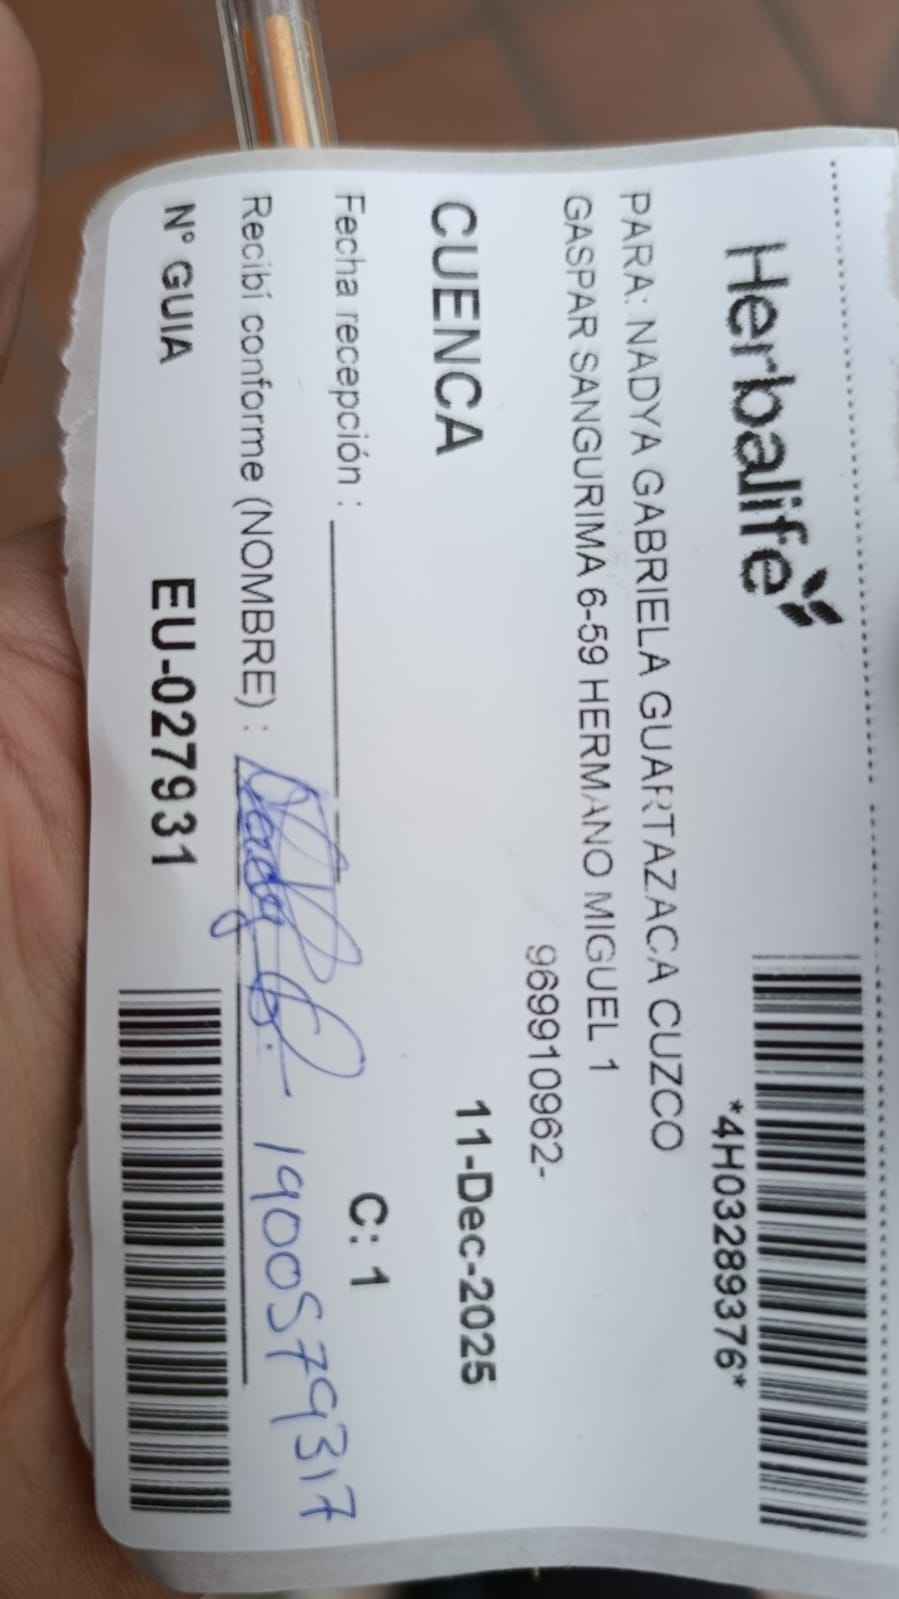 Herbalife
*4H03289376*
PARA: NADYA GABRIELA GUARTAZACA CUZCO
GASPAR SANGURIMA 6-59 HERMANO MIGUEL 1
969910962-
CUENCA 11-Dec-2025
Fecha recepción : C: 1
Recibí conforme (NOMBRE) : 1900579317
N° GUIA EU-027931